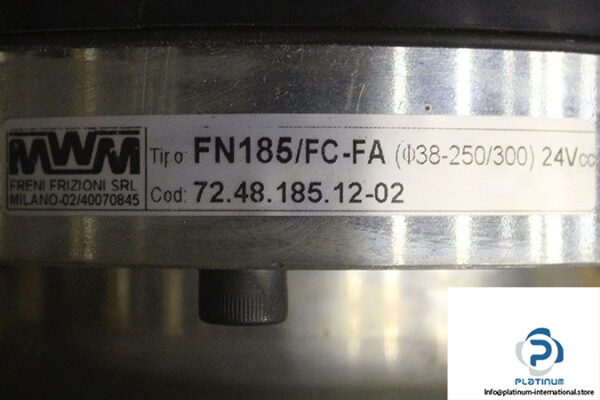 MWM
FRENI FRIZIONI SRL
MILANO-02/40070845
Tipo: FN185/FC-FA (Φ38-250/300) 24Vcc
Cod: 72.48.185.12-02
PLATINUM
Info@platinum-international.store